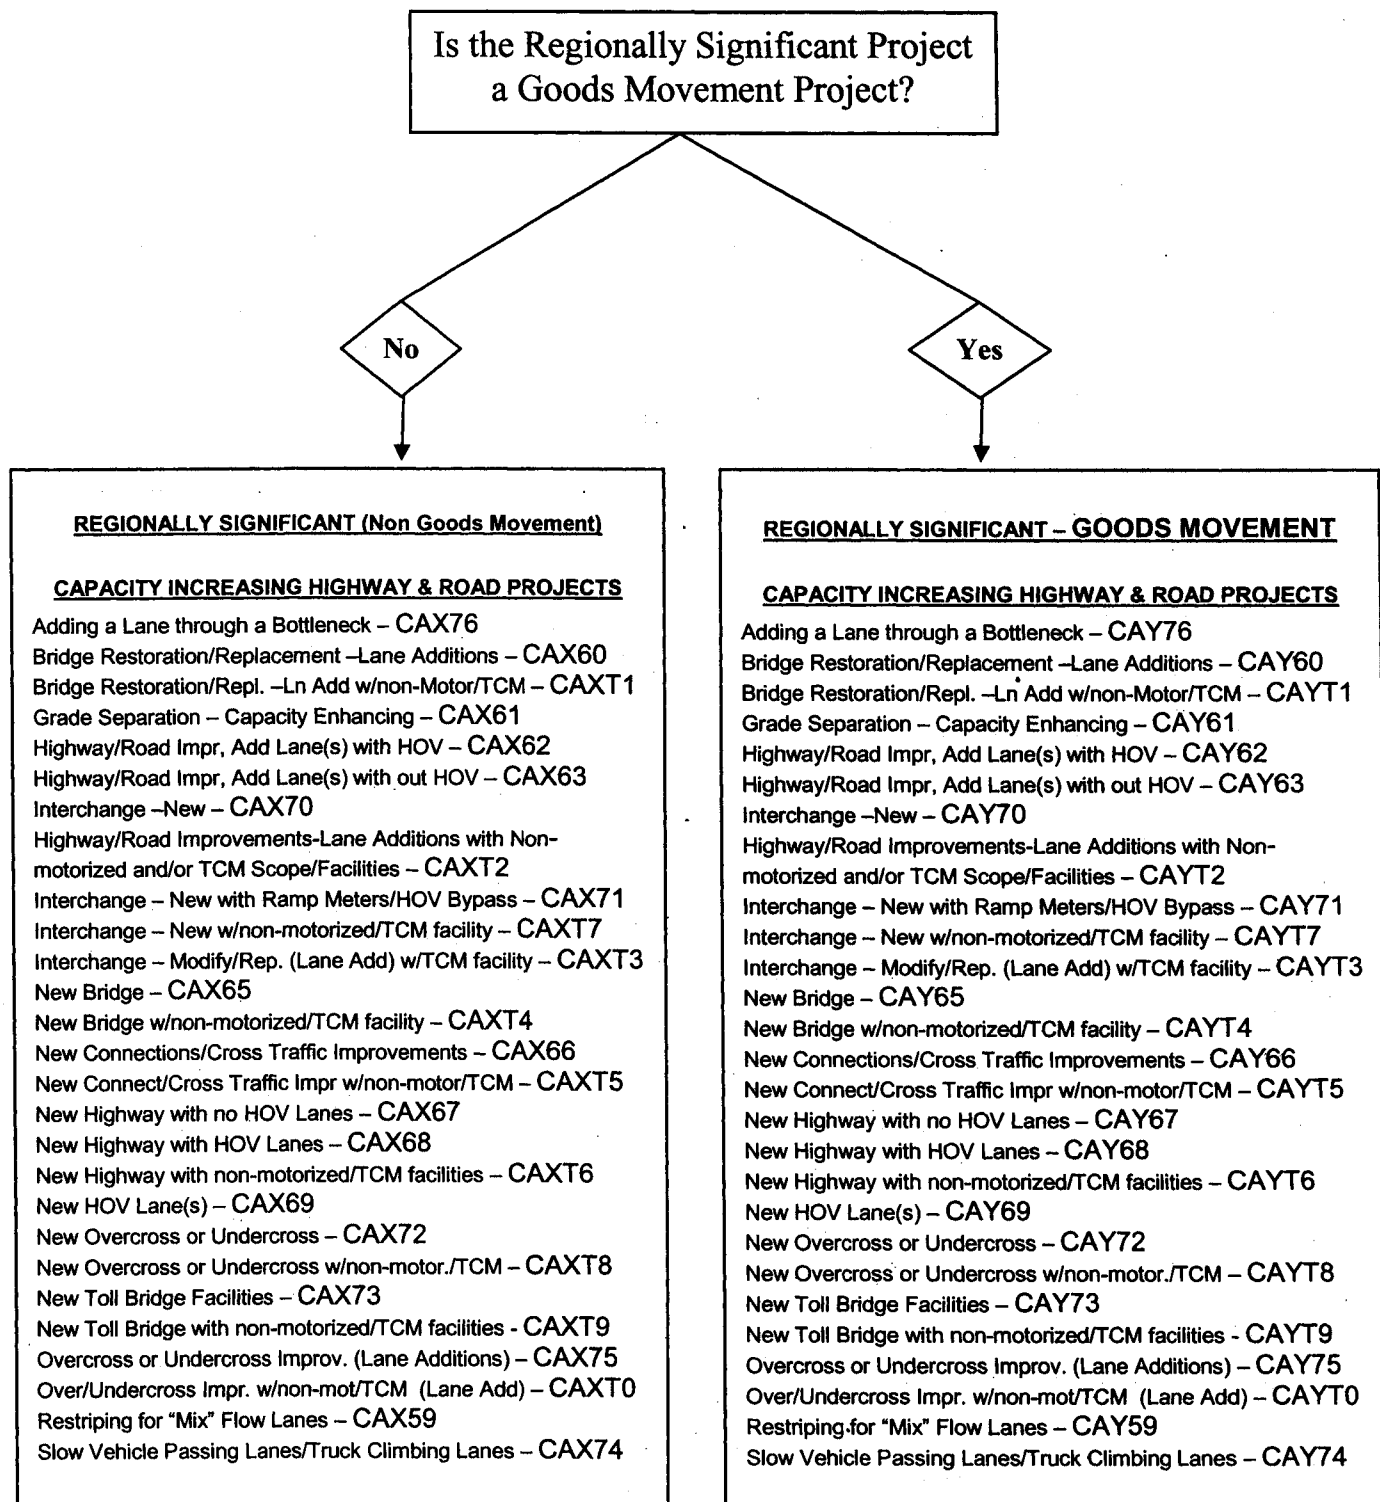 Is the Regionally Significant Project
a Goods Movement Project?
No
Yes
REGIONALLY SIGNIFICANT (Non Goods Movement)
CAPACITY INCREASING HIGHWAY & ROAD PROJECTS
Adding a Lane through a Bottleneck – CAX76
Bridge Restoration/Replacement –Lane Additions – CAX60
Bridge Restoration/Repl. –Ln Add w/non-Motor/TCM – CAXT1
Grade Separation – Capacity Enhancing – CAX61
Highway/Road Impr, Add Lane(s) with HOV – CAX62
Highway/Road Impr, Add Lane(s) with out HOV – CAX63
Interchange –New – CAX70
Highway/Road Improvements-Lane Additions with Non-
motorized and/or TCM Scope/Facilities – CAXT2
Interchange – New with Ramp Meters/HOV Bypass – CAX71
Interchange – New w/non-motorized/TCM facility – CAXT7
Interchange – Modify/Rep. (Lane Add) w/TCM facility – CAXT3
New Bridge – CAX65
New Bridge w/non-motorized/TCM facility – CAXT4
New Connections/Cross Traffic Improvements – CAX66
New Connect/Cross Traffic Impr w/non-motor/TCM – CAXT5
New Highway with no HOV Lanes – CAX67
New Highway with HOV Lanes – CAX68
New Highway with non-motorized/TCM facilities – CAXT6
New HOV Lane(s) – CAX69
New Overcross or Undercross – CAX72
New Overcross or Undercross w/non-motor./TCM – CAXT8
New Toll Bridge Facilities – CAX73
New Toll Bridge with non-motorized/TCM facilities - CAXT9
Overcross or Undercross Improv. (Lane Additions) – CAX75
Over/Undercross Impr. w/non-mot/TCM (Lane Add) – CAXT0
Restriping for "Mix" Flow Lanes – CAX59
Slow Vehicle Passing Lanes/Truck Climbing Lanes – CAX74
REGIONALLY SIGNIFICANT – GOODS MOVEMENT
CAPACITY INCREASING HIGHWAY & ROAD PROJECTS
Adding a Lane through a Bottleneck – CAY76
Bridge Restoration/Replacement –Lane Additions – CAY60
Bridge Restoration/Repl. –Ln Add w/non-Motor/TCM – CAYT1
Grade Separation – Capacity Enhancing – CAY61
Highway/Road Impr, Add Lane(s) with HOV – CAY62
Highway/Road Impr, Add Lane(s) with out HOV – CAY63
Interchange –New – CAY70
Highway/Road Improvements-Lane Additions with Non-
motorized and/or TCM Scope/Facilities – CAYT2
Interchange – New with Ramp Meters/HOV Bypass – CAY71
Interchange – New w/non-motorized/TCM facility – CAYT7
Interchange – Modify/Rep. (Lane Add) w/TCM facility – CAYT3
New Bridge – CAY65
New Bridge w/non-motorized/TCM facility – CAYT4
New Connections/Cross Traffic Improvements – CAY66
New Connect/Cross Traffic Impr w/non-motor/TCM – CAYT5
New Highway with no HOV Lanes – CAY67
New Highway with HOV Lanes – CAY68
New Highway with non-motorized/TCM facilities – CAYT6
New HOV Lane(s) – CAY69
New Overcross or Undercross – CAY72
New Overcross or Undercross w/non-motor./TCM – CAYT8
New Toll Bridge Facilities – CAY73
New Toll Bridge with non-motorized/TCM facilities - CAYT9
Overcross or Undercross Improv. (Lane Additions) – CAY75
Over/Undercross Impr. w/non-mot/TCM (Lane Add) – CAYT0
Restriping for "Mix" Flow Lanes – CAY59
Slow Vehicle Passing Lanes/Truck Climbing Lanes – CAY74